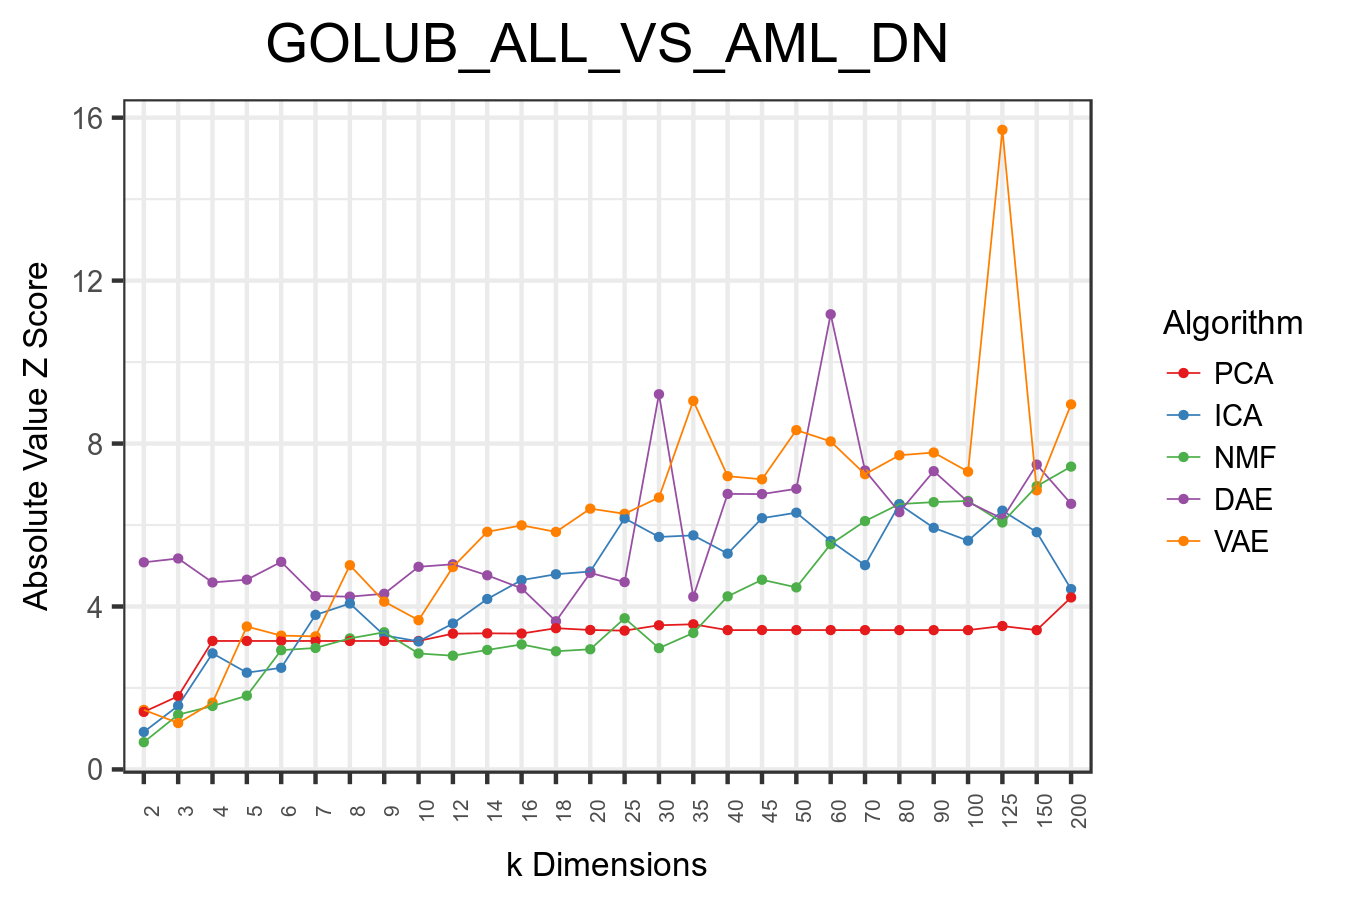 GOLUB_ALL_VS_AML_DN
16
12
8
4
0
Absolute Value Z Score
2 3 4 5 6 7 8 9 10 12 14 16 18 20 25 30 35 40 45 50 60 70 80 90 100 125 150 200
k Dimensions
Algorithm
PCA
ICA
NMF
DAE
VAE